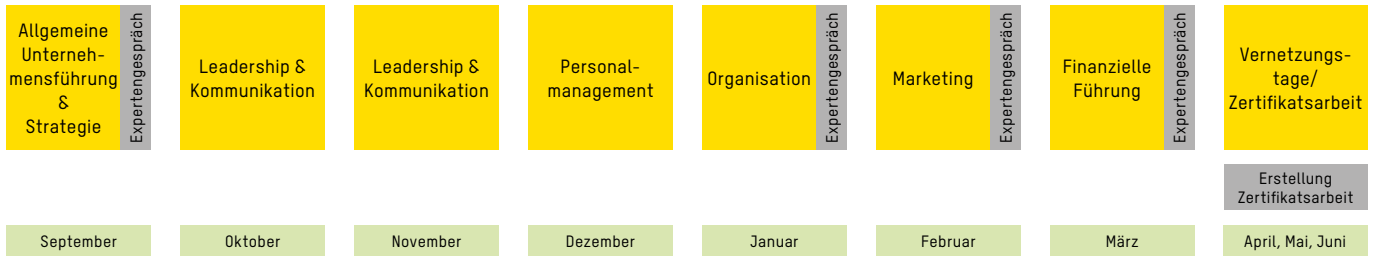 Allgemeine
Unterneh-
mensführung
&
Strategie
Expertengespräch
Leadership &
Kommunikation
Leadership &
Kommunikation
Personal-
management
Organisation
Expertengespräch
Marketing
Expertengespräch
Finanzielle
Führung
Expertengespräch
Vernetzungs-
tage/
Zertifikatsarbeit
Erstellung
Zertifikatsarbeit
September
Oktober
November
Dezember
Januar
Februar
März
April, Mai, Juni